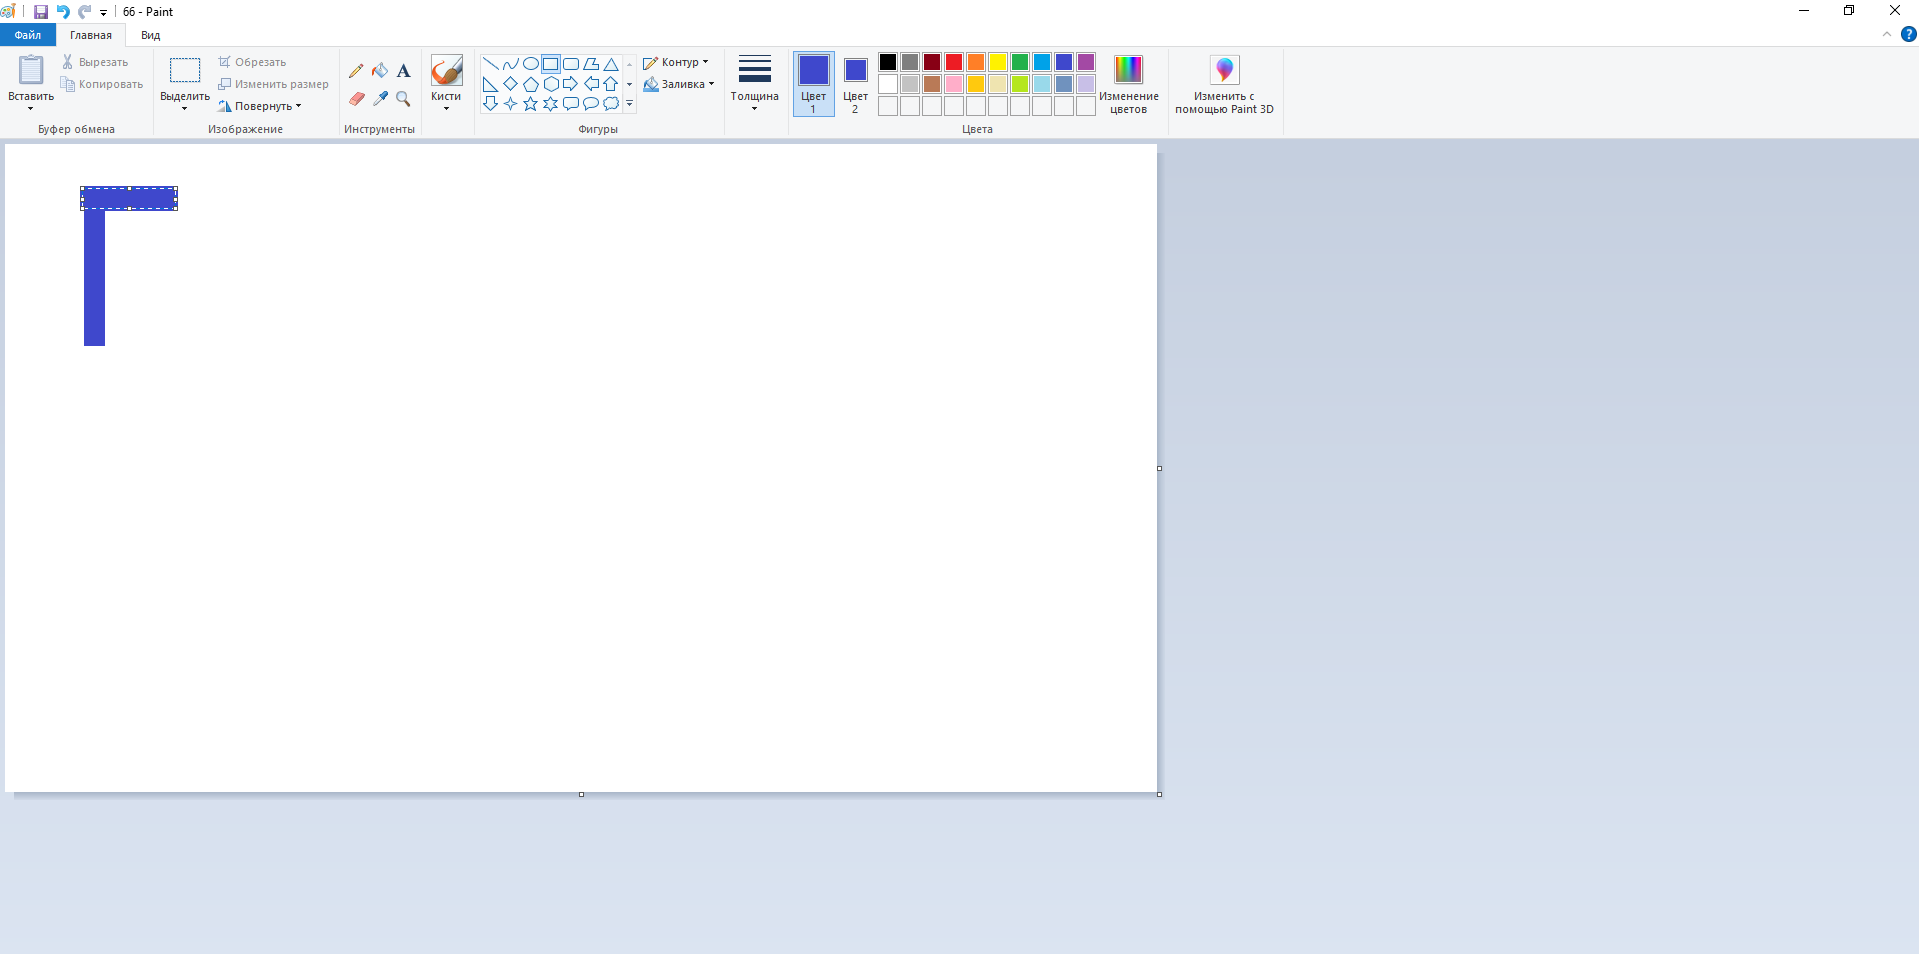 66 - Paint
Файл Главная Вид
Вставить
Вырезать
Копировать
Буфер обмена
Выделить
Обрезать
Изменить размер
Повернуть
Изображение
A
Инструменты
Кисти
Контур
Заливка
Фигуры
Толщина
Цвет
1
Цвет
2
Изменение
цветов
Цвета
Изменить с
помощью Paint 3D
?